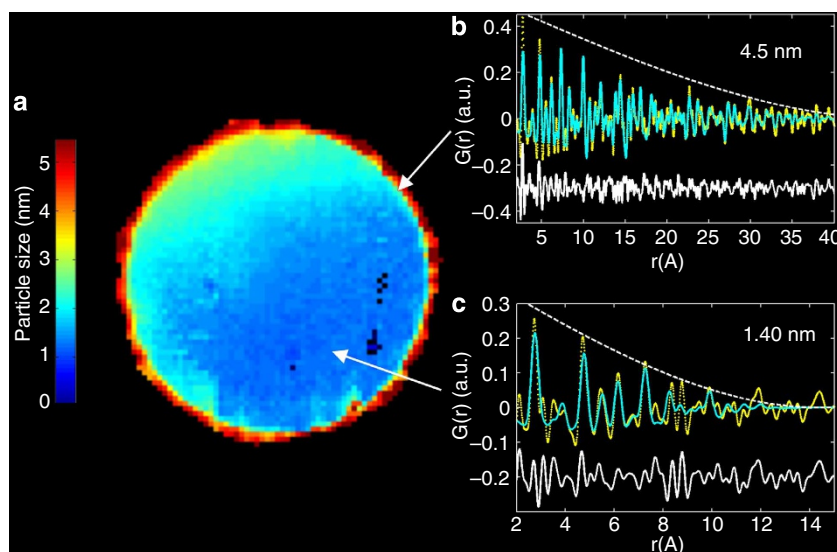 a
Particle size (nm)
5
4
3
2
1
0
b
4.5 nm
G(r) (a.u.)
0.4
0.2
0
−0.2
−0.4
5 10 15 20 25 30 35 40
r(A)
c
1.40 nm
G(r) (a.u.)
0.3
0.2
0.1
0
−0.1
−0.2
2 4 6 8 10 12 14
r(A)